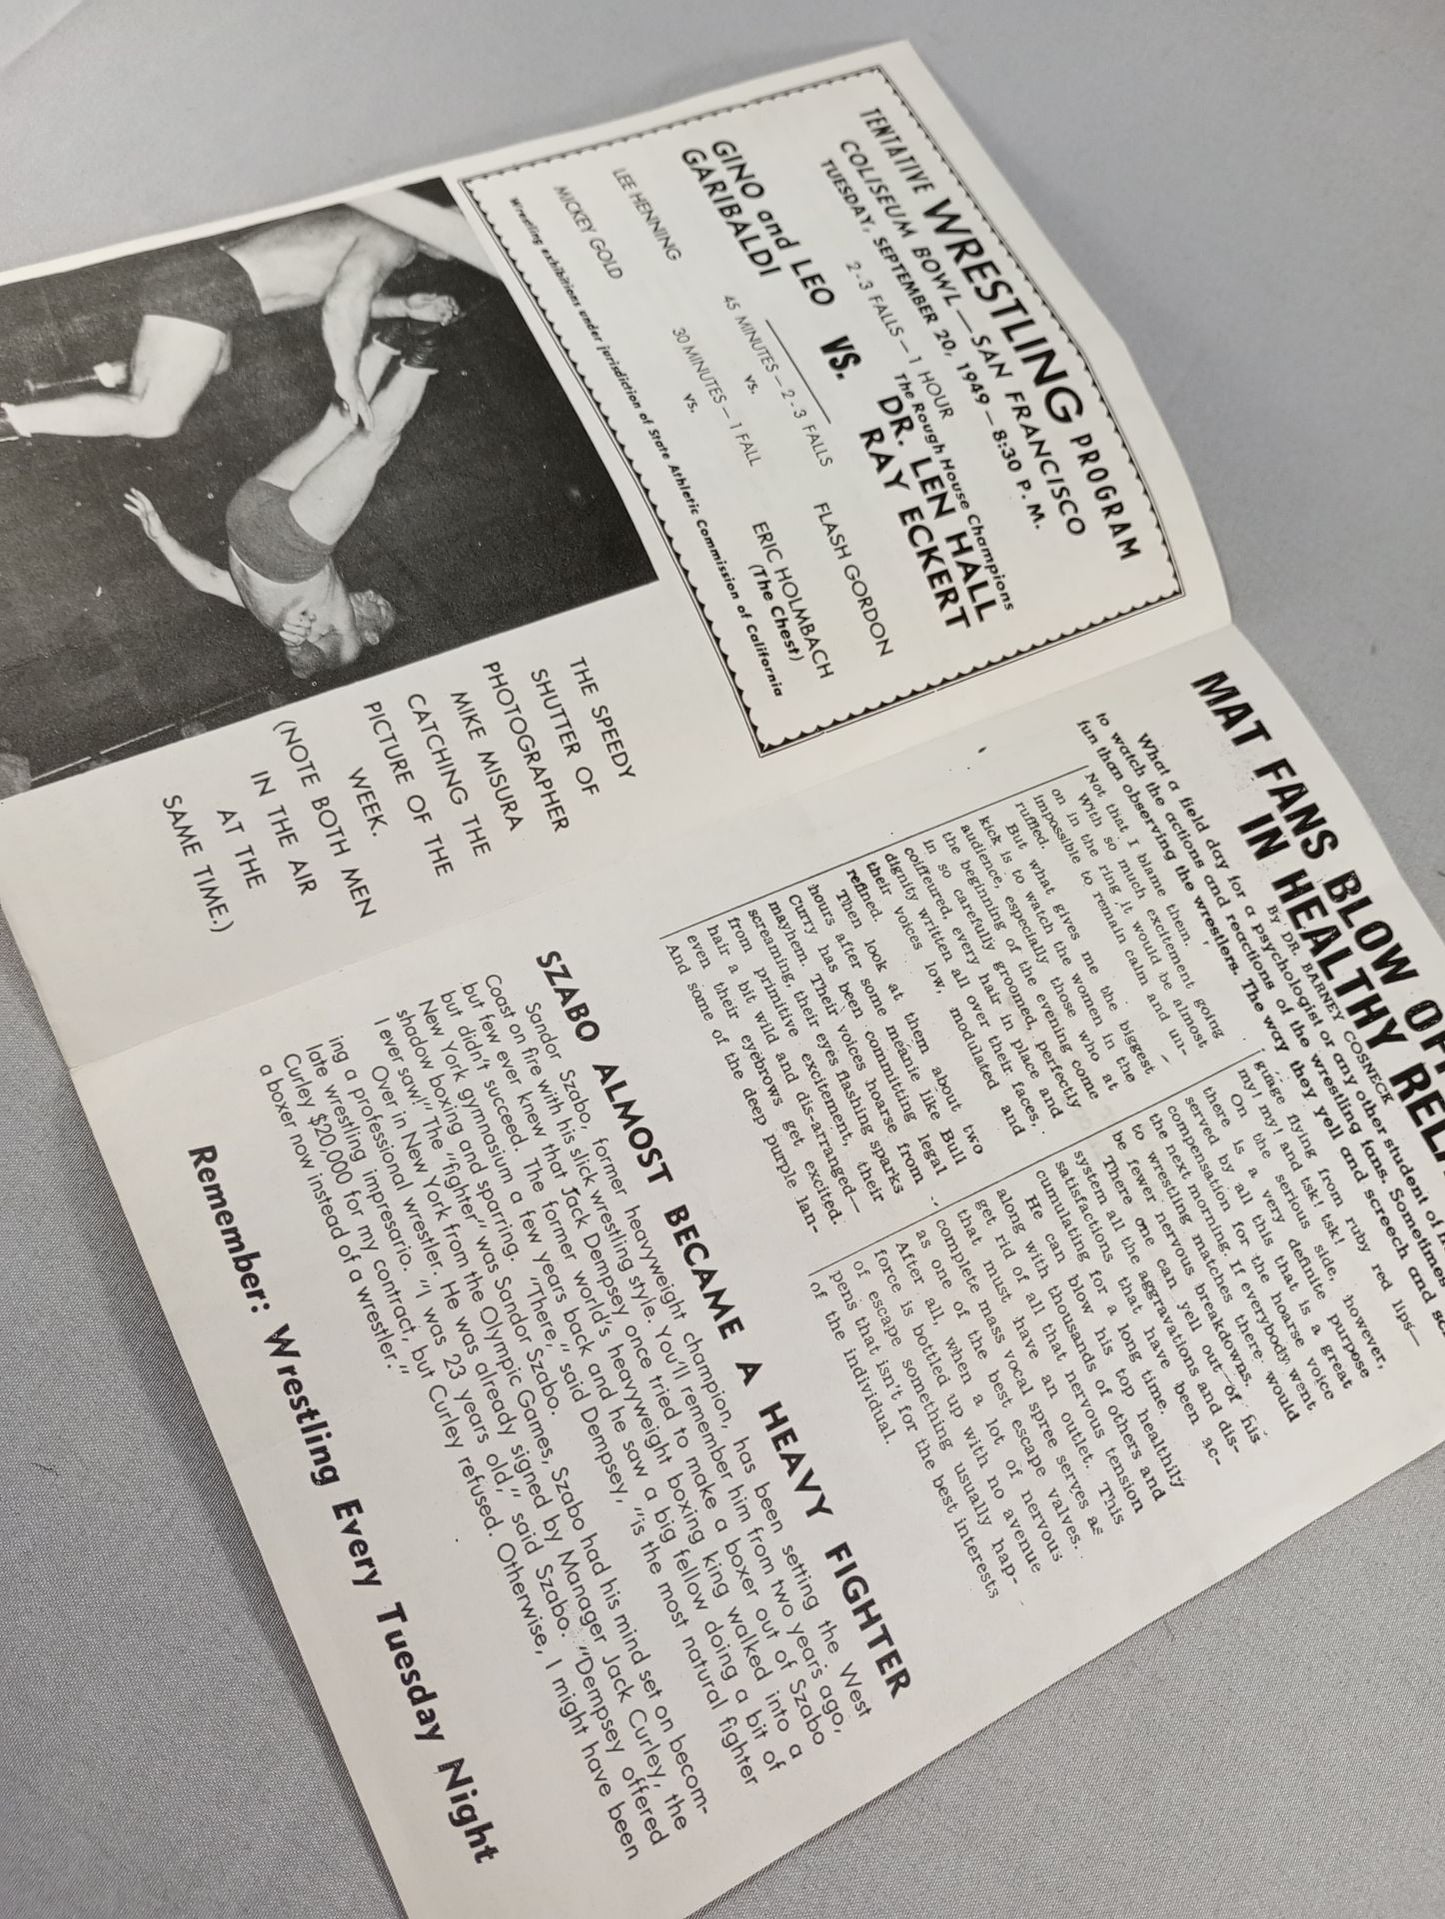 TENTATIVE WRESTLING PROGRAM
COLISEUM BOWL — SAN FRANCISCO
TUESDAY, SEPTEMBER 20, 1949 — 8:30 P. M.
2-3 FALLS — 1 HOUR
The Rough House Champions
GINO and LEO
GARIBALDI
VS.
DR. LEN HALL
RAY ECKERT
45 MINUTES — 2-3 FALLS
LEE HENNING vs. FLASH GORDON
30 MINUTES — 1 FALL
MICKEY GOLD vs. ERIC HOLMBACH
(The Chest)
Wrestling exhibitions under jurisdiction of State Athletic Commission of California
THE SPEEDY
SHUTTER OF
PHOTOGRAPHER
MIKE MISURA
CATCHING THE
PICTURE OF THE
WEEK.
(NOTE BOTH MEN
IN THE AIR
AT THE
SAME TIME.)
MAT FANS BLOW
IN HEALTHY
By DR. BARNEY COSNECK
What a field day for a psychologist or any other student of
to watch the actions and reactions of the wrestling fans. Sometimes
fun than observing the wrestlers. The way they yell and screech and
Not that I blame them.
With so much excitement going
on in the ring it would be almost
impossible to remain calm and un-
ruffled.
But what gives me the biggest
kick is to watch the women in the
audience, especially those who at
the beginning of the evening come
in so carefully groomed, perfectly
coiffeured, every hair in place and
dignity written all over their faces,
their voices low, modulated and
refined.
Then look at them about two
hours after some meanie like Bull
Curry has been committing legal
mayhem. Their voices hoarse from
screaming, their eyes flashing sparks
from primitive excitement, their
hair a bit wild and dis-arranged—
even their eyebrows get excited.
And some of the deep purple lan-
guage flying from ruby red lips—
my! my! and tsk! tsk!
On the serious side, however,
there is a very definite purpose
served by all this that is a great
compensation for the hoarse voice
the next morning. If everybody went
to wrestling matches there would
be fewer nervous breakdowns.
There one can yell out of his
system all the aggravations and dis-
satisfactions that have been ac-
cumulating for a long time.
He can blow his top healthily
along with thousands of others and
get rid of all that nervous tension
that must have an outlet. This
complete mass vocal spree serves as
as one of the best escape valves.
After all, when a lot of nervous
force is bottled up with no avenue
of escape something usually hap-
pens that isn't for the best interests
of the individual.
SZABO ALMOST BECAME A HEAVY FIGHTER
Sandor Szabo, former heavyweight champion, has been setting the West
Coast on fire with his slick wrestling style. You'll remember him from two years ago,
but few ever knew that Jack Dempsey once tried to make a boxer out of Szabo
but didn't succeed. The former world's heavyweight boxing king walked into a
New York gymnasium a few years back and he saw a big fellow doing a bit of
shadow boxing and sparring. "There," said Dempsey, "is the most natural fighter
I ever saw!" The "fighter" was Sandor Szabo.
Over in New York from the Olympic Games, Szabo had his mind set on becom-
ing a professional wrestler. He was already signed by Manager Jack Curley, the
late wrestling impresario. "I was 23 years old," said Szabo. "Dempsey offered
Curley $20,000 for my contract, but Curley refused. Otherwise, I might have been
a boxer now instead of a wrestler."
Remember: Wrestling Every Tuesday Night